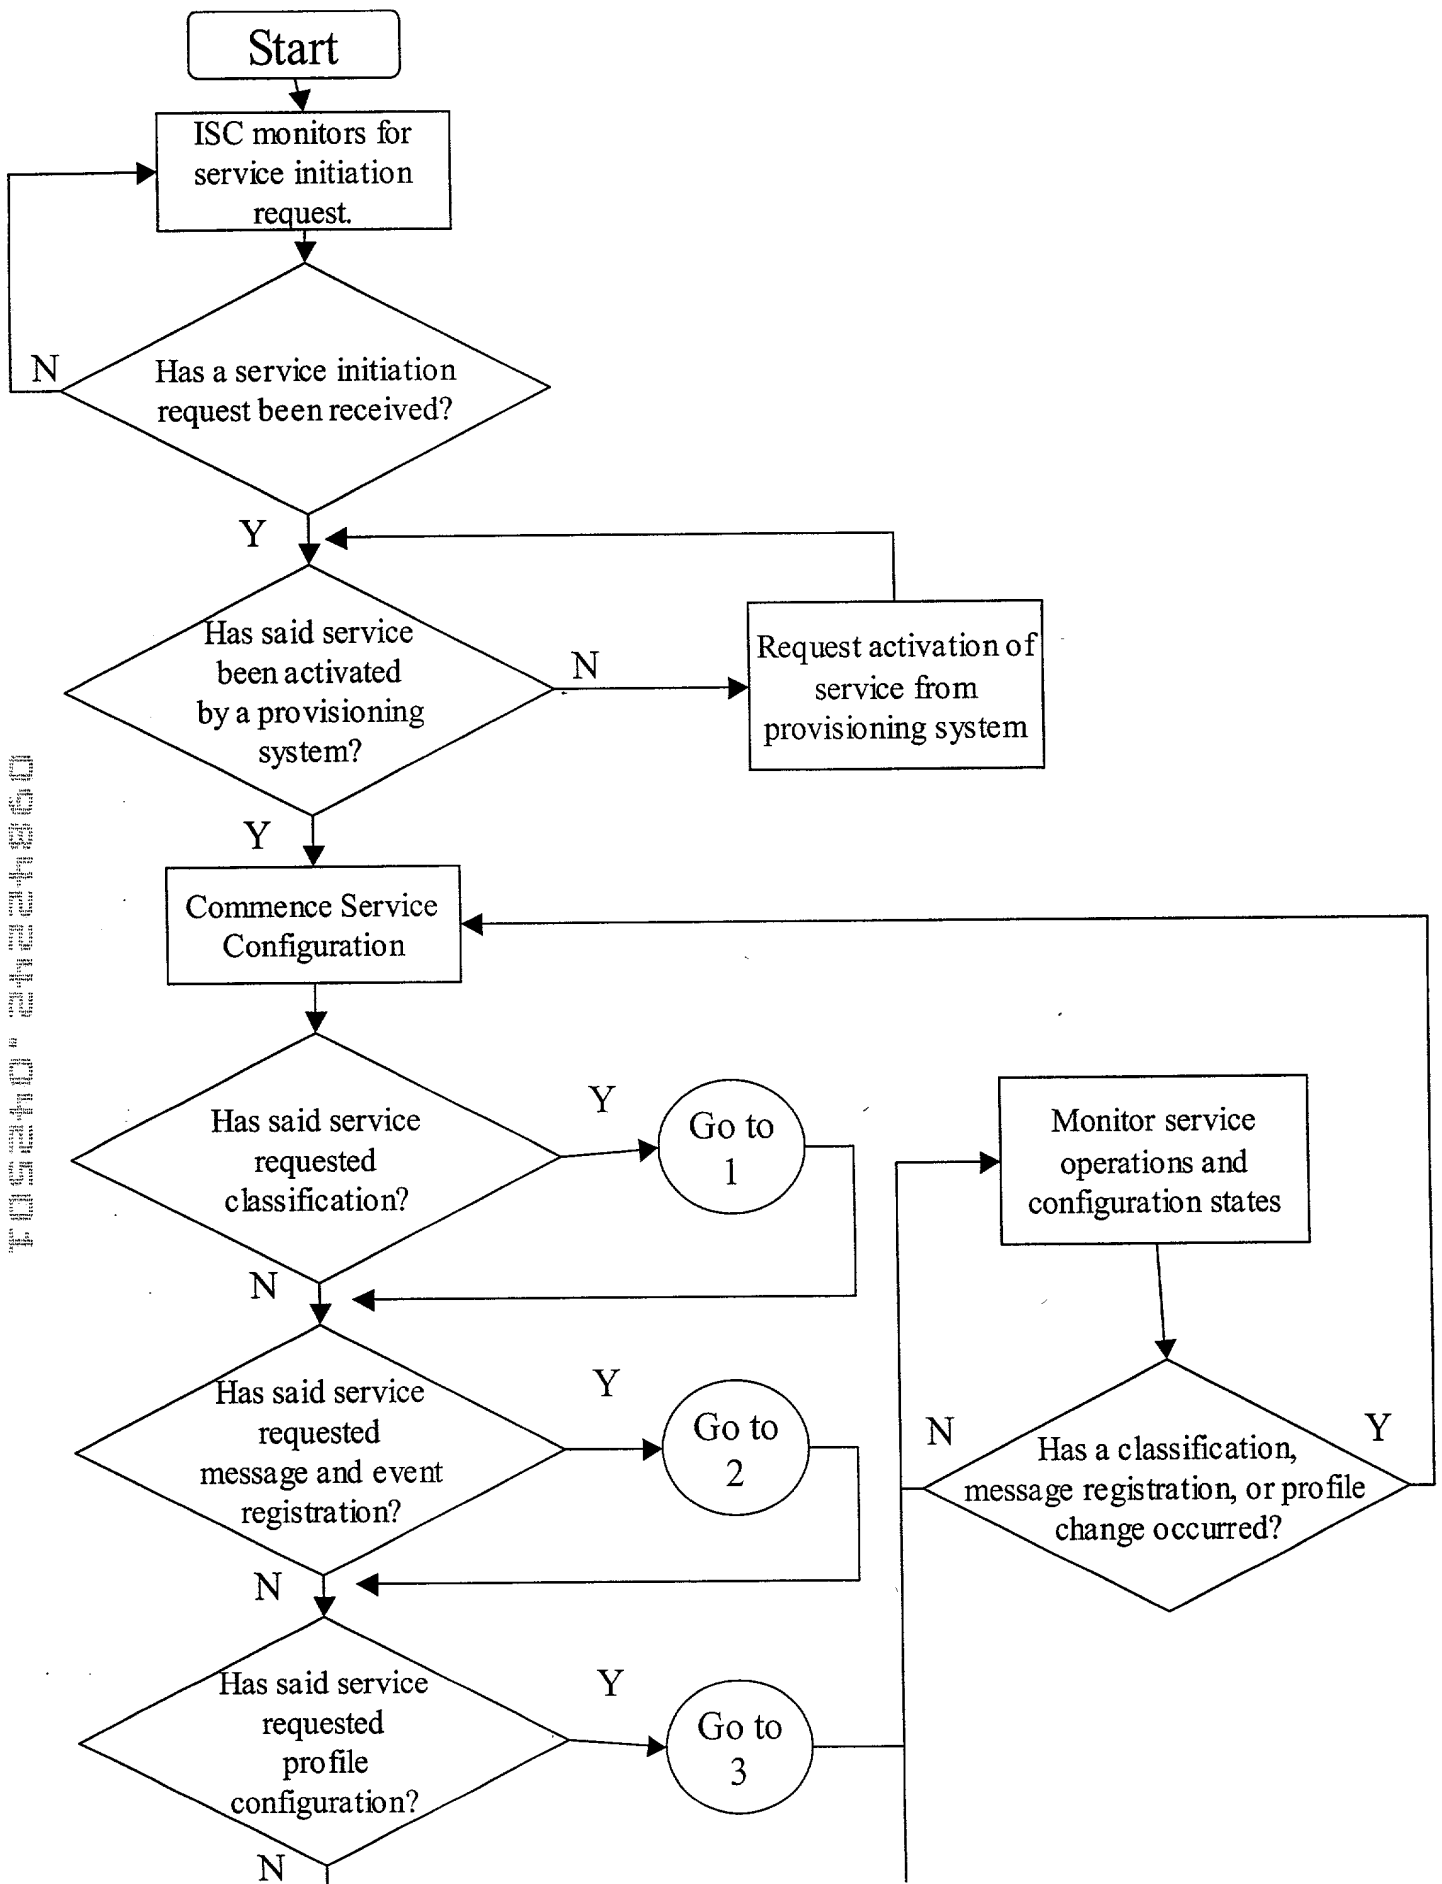 Start
ISC monitors for
service initiation
request.
N
Has a service initiation
request been received?
Y
Has said service
been activated
by a provisioning
system?
N
Request activation of
service from
provisioning system
Y
Commence Service
Configuration
Has said service
requested
classification?
Y
Go to
1
Monitor service
operations and
configuration states
N
Has said service
requested
message and event
registration?
Y
Go to
2
N
Has a classification,
message registration, or profile
change occurred?
Y
N
Has said service
requested
profile
configuration?
Y
Go to
3
N